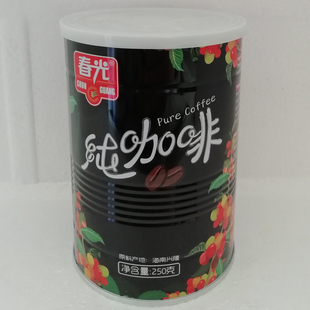 春光
CHUN GUANG
Pure Coffee
纯咖啡
原料产地: 海南兴隆
净含量:250克